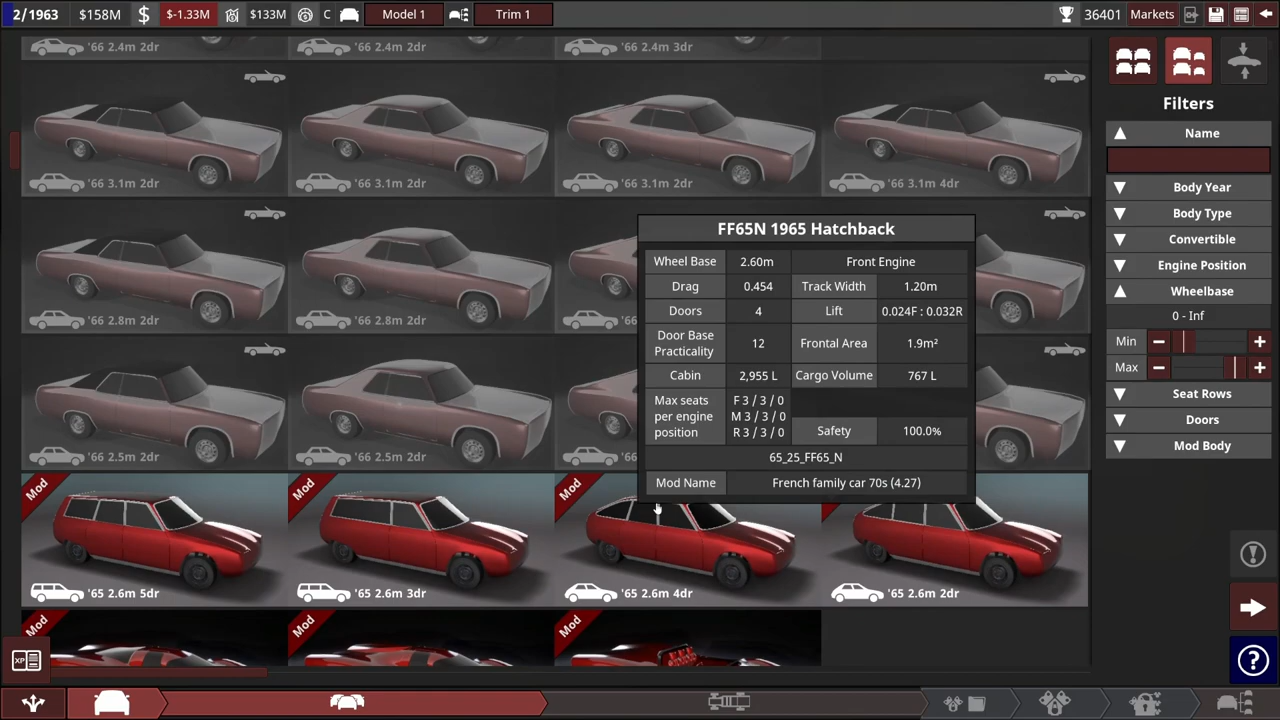 2/1963 $158M $ $-1.33M $133M C Model 1 Trim 1 36401 Markets
'66 2.4m 2dr '66 2.4m 2dr '66 2.4m 3dr
'66 3.1m 2dr '66 3.1m 2dr '66 3.1m 2dr '66 3.1m 4dr
'66 2.8m 2dr '66 2.8m 2dr
'66 2.6m 2dr '66 2.6m 2dr
FF65N 1965 Hatchback
Wheel Base 2.60m Front Engine
Drag 0.454 Track Width 1.20m
Doors 4 Lift 0.024F : 0.032R
Door Base
Practicality 12 Frontal Area 1.9m²
Cabin 2,955 L Cargo Volume 767 L
Max seats F 3 / 3 / 0
per engine M 3 / 3 / 0
position R 3 / 3 / 0 Safety 100.0%
65_25_FF65_N
Mod Name French family car 70s (4.27)
Mod Mod Mod
'65 2.6m 5dr '65 2.6m 3dr '65 2.6m 4dr '65 2.6m 2dr
Mod Mod Mod
XP
Filters
Name
Body Year
Body Type
Convertible
Engine Position
Wheelbase
0 - Inf
Min
Max
Seat Rows
Doors
Mod Body
?